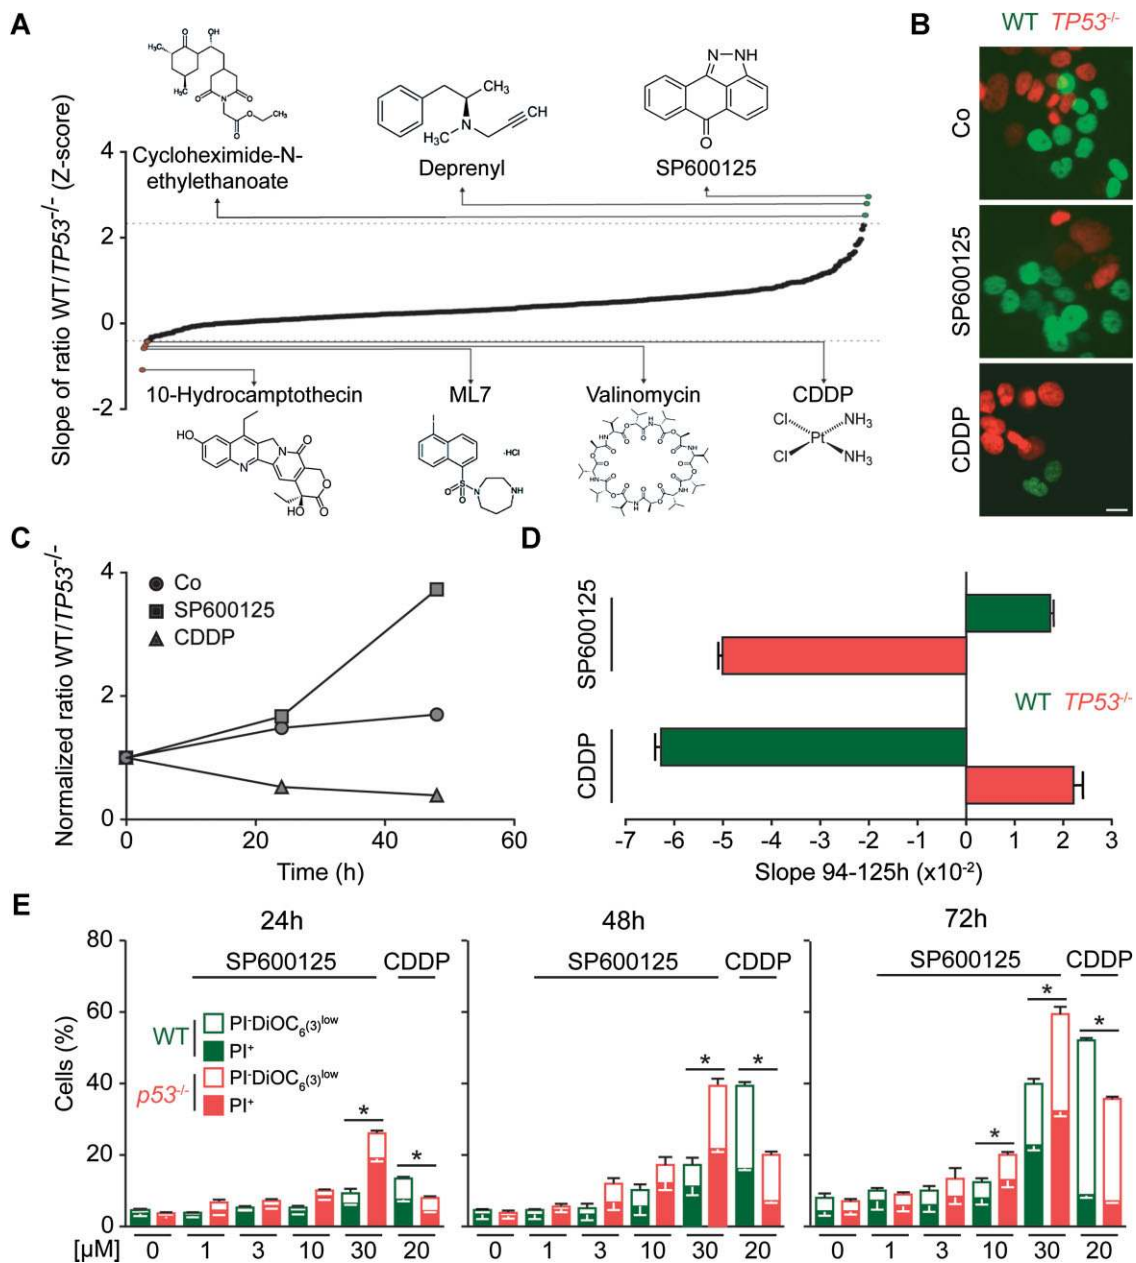 A
B
WT TP53-/-
Co
SP600125
CDDP
Slope of ratio WT/TP53-/- (Z-score)
4
2
0
-2
Cycloheximide-N-
ethylethanoate
Deprenyl
SP600125
10-Hydrocamptothecin
ML7
Valinomycin
CDDP
C
Normalized ratio WT/TP53-/-
4
2
0
Co
SP600125
CDDP
0 20 40 60
Time (h)
D
SP600125
CDDP
WT TP53-/-
-7 -6 -5 -4 -3 -2 -1 0 1 2 3
Slope 94-125h (x10-2)
E
24h 48h 72h
Cells (%)
80
60
40
20
0
SP600125 CDDP SP600125 CDDP SP600125 CDDP
WT
PI-DiOC6(3)low
PI+
p53-/-
PI-DiOC6(3)low
PI+
* * * * * * *
[µM] 0 1 3 10 30 20 0 1 3 10 30 20 0 1 3 10 30 20